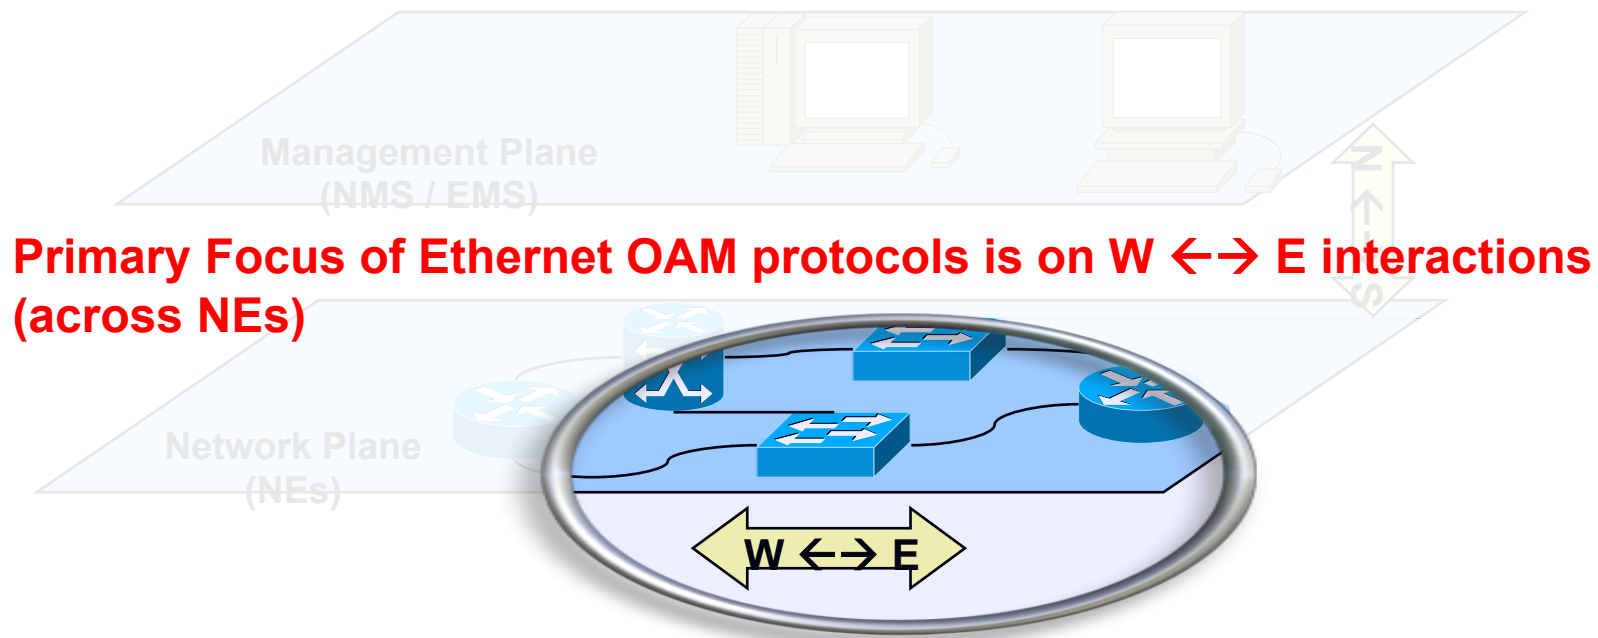 Management Plane
(NMS / EMS)
N ←→ S
Primary Focus of Ethernet OAM protocols is on W ←→ E interactions
(across NEs)
Network Plane
(NEs)
W ←→ E